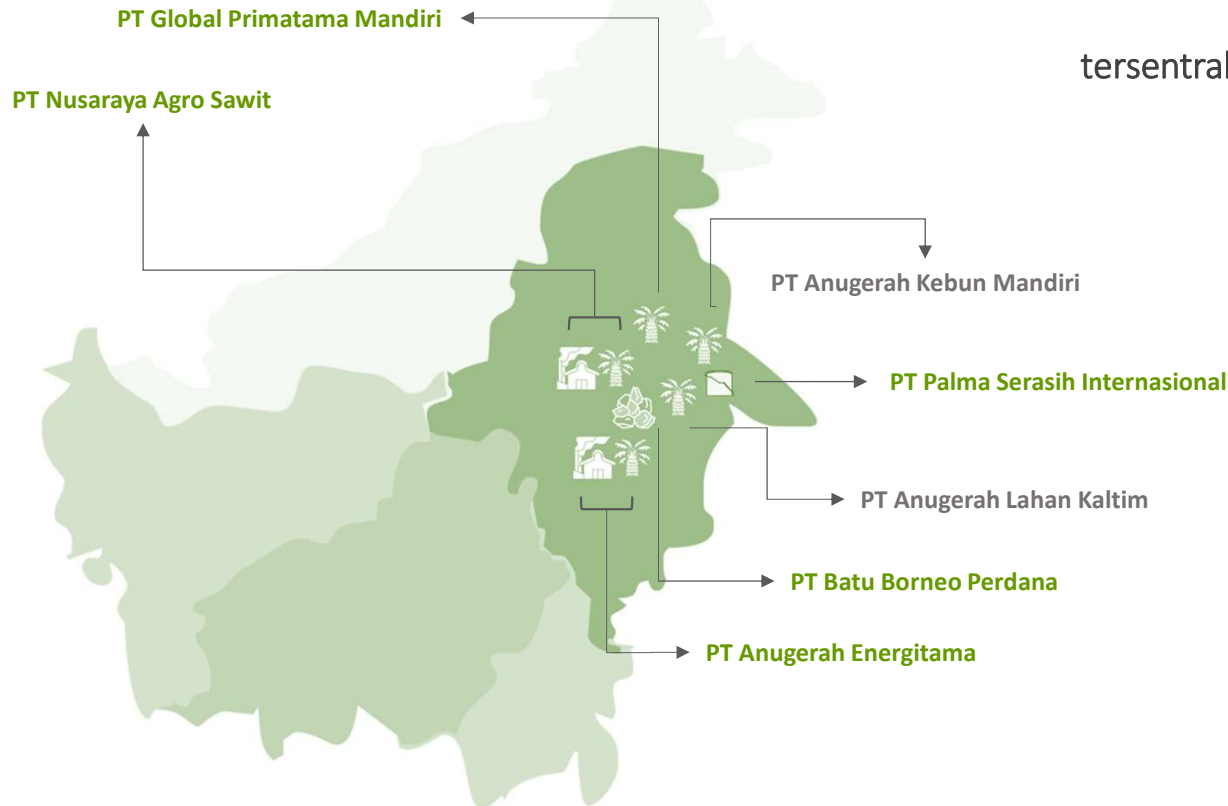 PT Global Primatama Mandiri
PT Nusaraya Agro Sawit
PT Anugerah Kebun Mandiri
PT Palma Serasih Internasional
PT Anugerah Lahan Kaltim
PT Batu Borneo Perdana
PT Anugerah Energitama